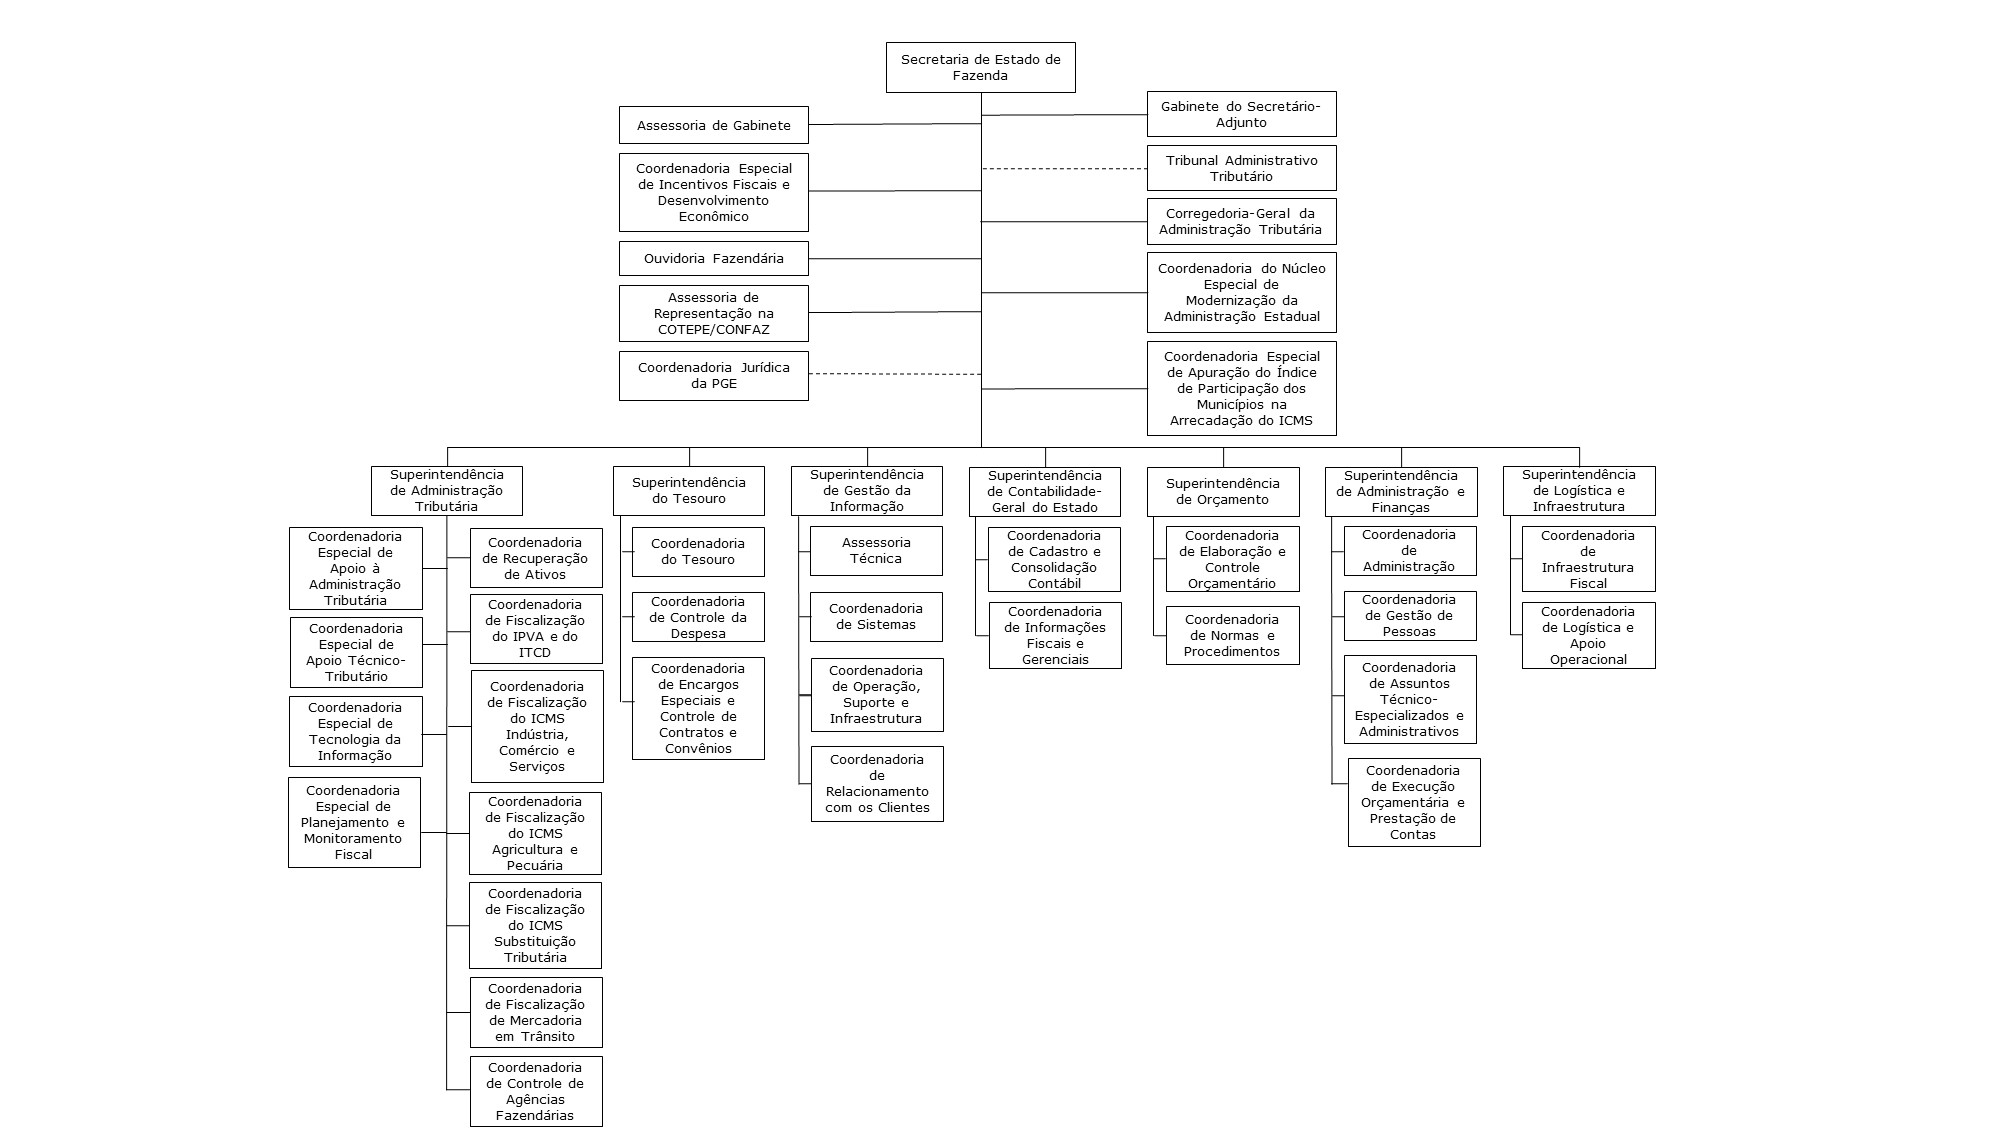 Secretaria de Estado de
Fazenda
Assessoria de Gabinete
Coordenadoria Especial
de Incentivos Fiscais e
Desenvolvimento
Econômico
Ouvidoria Fazendária
Assessoria de
Representação na
COTEPE/CONFAZ
Coordenadoria Jurídica
da PGE
Gabinete do Secretário-
Adjunto
Tribunal Administrativo
Tributário
Corregedoria-Geral da
Administração Tributária
Coordenadoria do Núcleo
Especial de
Modernização da
Administração Estadual
Coordenadoria Especial
de Apuração do Índice
de Participação dos
Municípios na
Arrecadação do ICMS
Superintendência
de Administração
Tributária
Coordenadoria
Especial de
Apoio à
Administração
Tributária
Coordenadoria
Especial de
Apoio Técnico-
Tributário
Coordenadoria
Especial de
Tecnologia da
Informação
Coordenadoria
Especial de
Planejamento e
Monitoramento
Fiscal
Coordenadoria
de Recuperação
de Ativos
Coordenadoria
de Fiscalização
do IPVA e do
ITCD
Coordenadoria
de Fiscalização
do ICMS
Indústria,
Comércio e
Serviços
Coordenadoria
de Fiscalização
do ICMS
Agricultura e
Pecuária
Coordenadoria
de Fiscalização
do ICMS
Substituição
Tributária
Coordenadoria
de Fiscalização
de Mercadoria
em Trânsito
Coordenadoria
de Controle de
Agências
Fazendárias
Superintendência
do Tesouro
Coordenadoria
do Tesouro
Coordenadoria
de Controle da
Despesa
Coordenadoria
de Encargos
Especiais e
Controle de
Contratos e
Convênios
Superintendência
de Gestão da
Informação
Assessoria
Técnica
Coordenadoria
de Sistemas
Coordenadoria
de Operação,
Suporte e
Infraestrutura
Coordenadoria
de
Relacionamento
com os Clientes
Superintendência
de Contabilidade-
Geral do Estado
Coordenadoria
de Cadastro e
Consolidação
Contábil
Coordenadoria
de Informações
Fiscais e
Gerenciais
Superintendência
de Orçamento
Coordenadoria
de Elaboração e
Controle
Orçamentário
Coordenadoria
de Normas e
Procedimentos
Superintendência
de Administração e
Finanças
Coordenadoria
de
Administração
Coordenadoria
de Gestão de
Pessoas
Coordenadoria
de Assuntos
Técnico-
Especializados e
Administrativos
Coordenadoria
de Execução
Orçamentária e
Prestação de
Contas
Superintendência
de Logística e
Infraestrutura
Coordenadoria
de
Infraestrutura
Fiscal
Coordenadoria
de Logística e
Apoio
Operacional